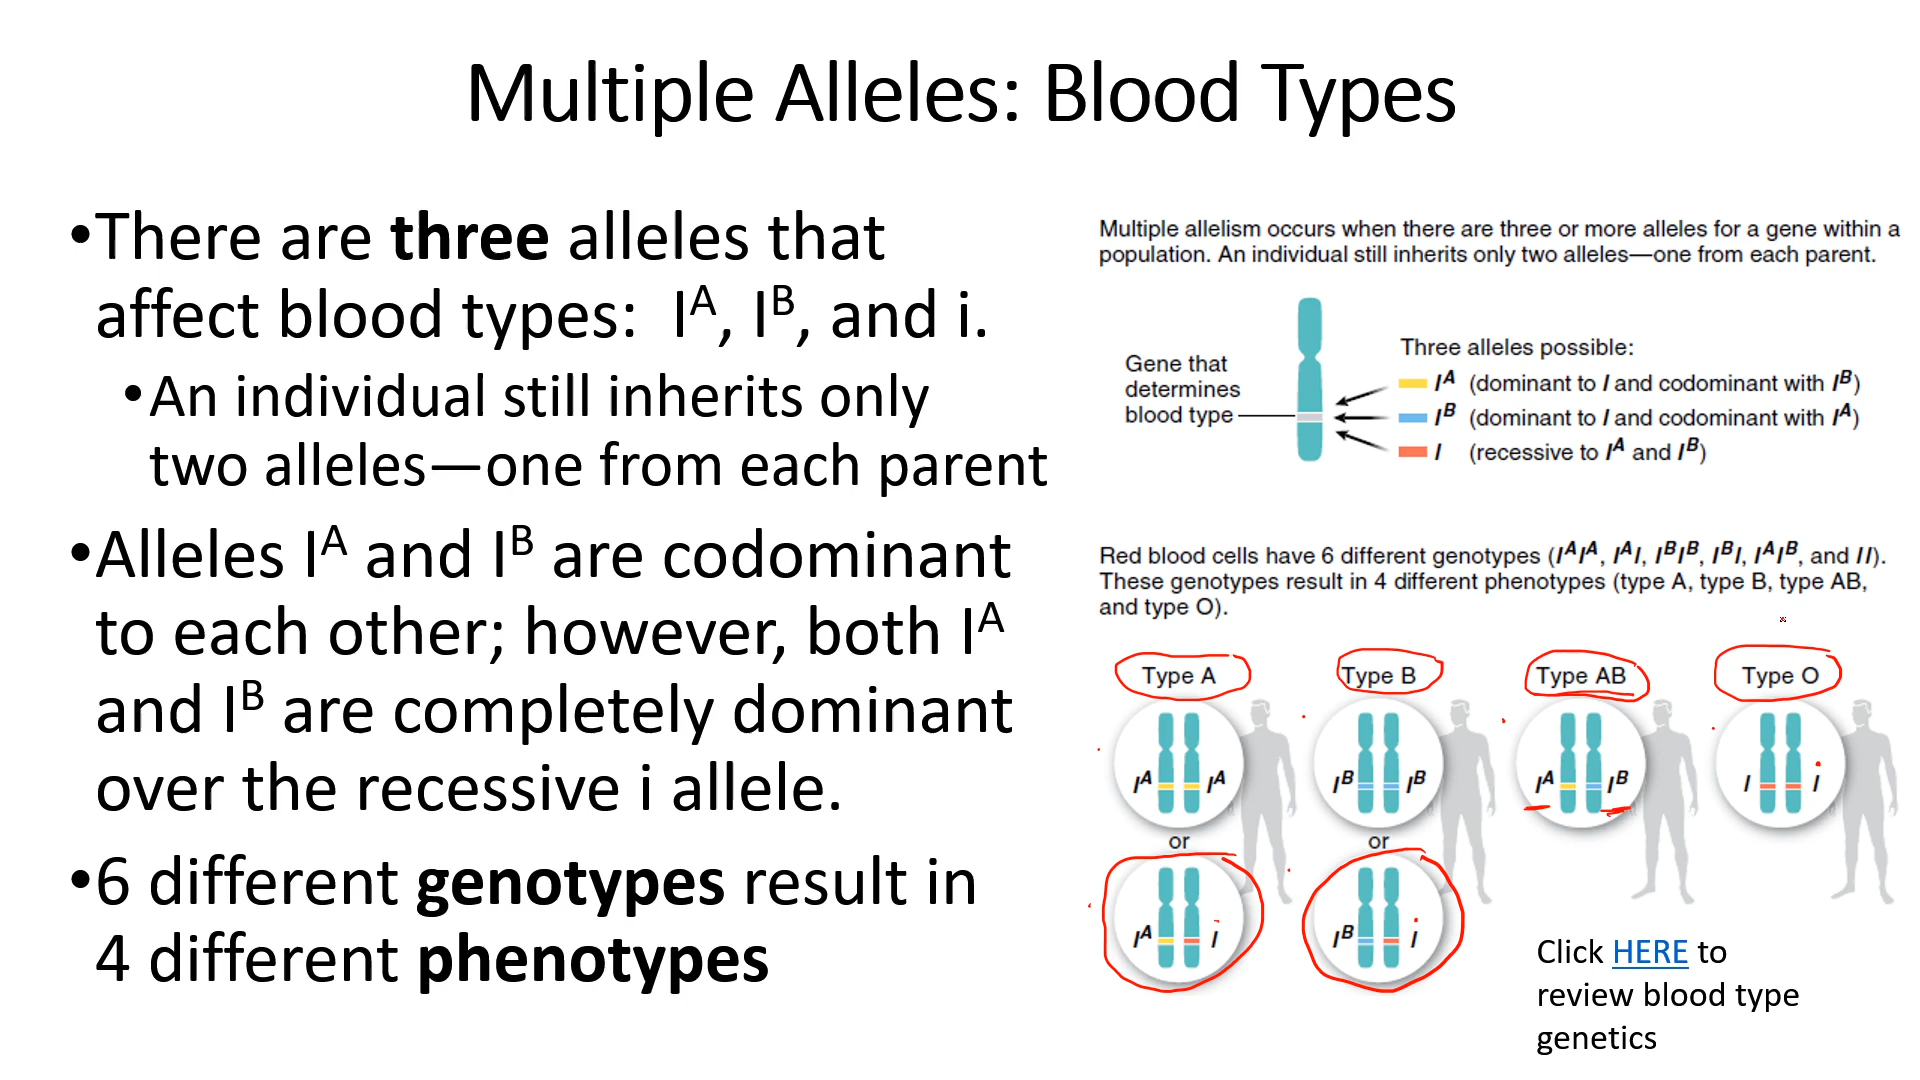 Multiple Alleles: Blood Types
•There are three alleles that
affect blood types: Iᴬ, Iᴮ, and i.
•An individual still inherits only
two alleles—one from each parent
•Alleles Iᴬ and Iᴮ are codominant
to each other; however, both Iᴬ
and Iᴮ are completely dominant
over the recessive i allele.
•6 different genotypes result in
4 different phenotypes
Multiple allelism occurs when there are three or more alleles for a gene within a
population. An individual still inherits only two alleles—one from each parent.
Gene that
determines
blood type
Three alleles possible:
Iᴬ (dominant to I and codominant with Iᴮ)
Iᴮ (dominant to I and codominant with Iᴬ)
I (recessive to Iᴬ and Iᴮ)
Red blood cells have 6 different genotypes (IᴬIᴬ, IᴬI, IᴮIᴮ, IᴮI, IᴬIᴮ, and II).
These genotypes result in 4 different phenotypes (type A, type B, type AB,
and type O).
Type A Type B Type AB Type O
Iᴬ Iᴬ Iᴮ Iᴮ Iᴬ Iᴮ I i
or or
Iᴬ i Iᴮ i
Click HERE to
review blood type
genetics